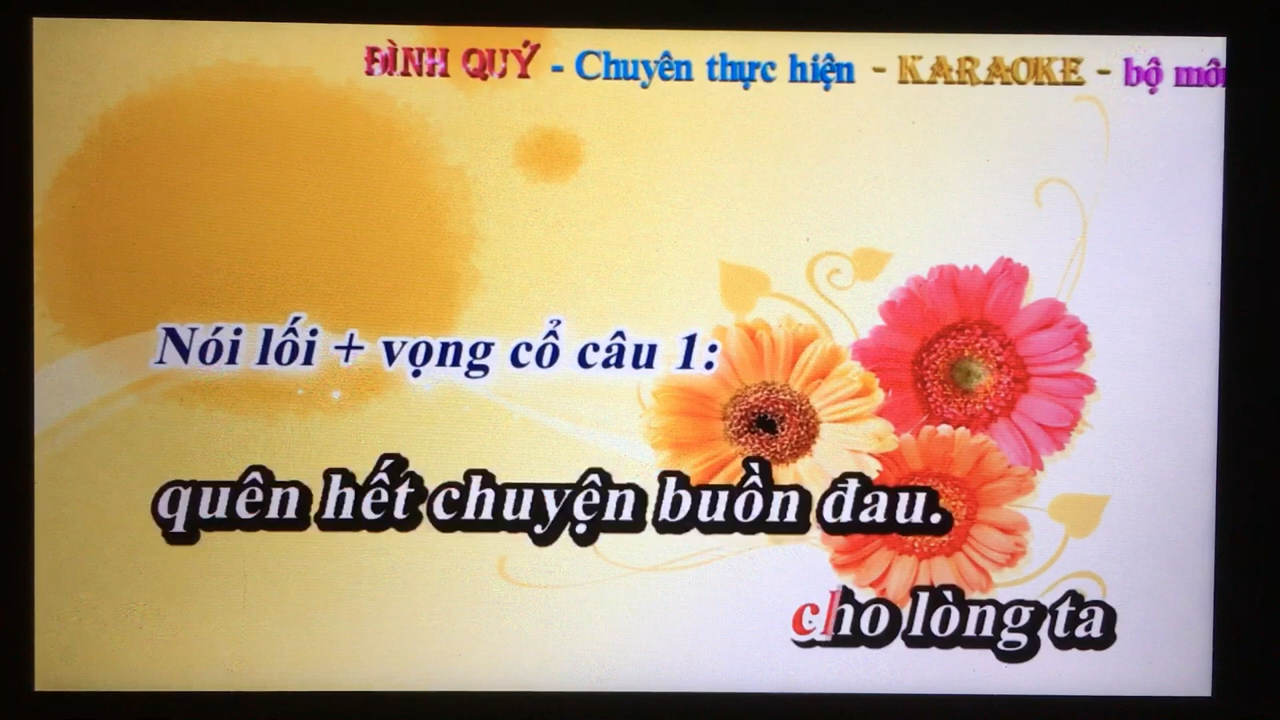 ĐÌNH QUÝ - Chuyên thực hiện - KARAOKE - bộ
Nói lối + vọng cổ câu 1:
quên hết chuyện buồn đau.
cho lòng ta